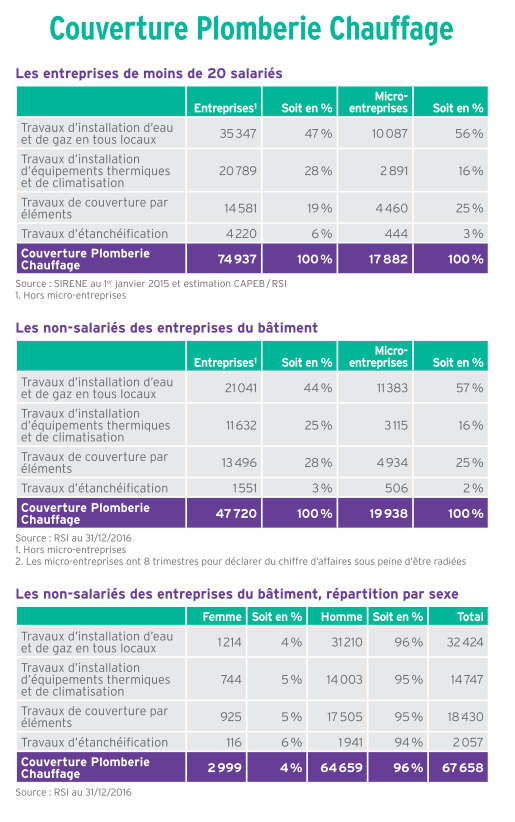 Couverture Plomberie Chauffage
Les entreprises de moins de 20 salariés
Entreprises¹ Soit en % Micro-entreprises Soit en %
Travaux d'installation d'eau
et de gaz en tous locaux 35 347 47 % 10 087 56 %
Travaux d'installation
d'équipements thermiques
et de climatisation 20 789 28 % 2 891 16 %
Travaux de couverture par
éléments 14 581 19 % 4 460 25 %
Travaux d'étanchéification 4 220 6 % 444 3 %
Couverture Plomberie
Chauffage 74 937 100 % 17 882 100 %
Source : SIRENE au 1er janvier 2015 et estimation CAPEB / RSI
1. Hors micro-entreprises
Les non-salariés des entreprises du bâtiment
Entreprises¹ Soit en % Micro-entreprises Soit en %
Travaux d'installation d'eau
et de gaz en tous locaux 21 041 44 % 11 383 57 %
Travaux d'installation
d'équipements thermiques
et de climatisation 11 632 25 % 3 115 16 %
Travaux de couverture par
éléments 13 496 28 % 4 934 25 %
Travaux d'étanchéification 1 551 3 % 506 2 %
Couverture Plomberie
Chauffage 47 720 100 % 19 938 100 %
Source : RSI au 31/12/2016
1. Hors micro-entreprises
2. Les micro-entreprises ont 8 trimestres pour déclarer du chiffre d'affaires sous peine d'être radiées
Les non-salariés des entreprises du bâtiment, répartition par sexe
Femme Soit en % Homme Soit en % Total
Travaux d'installation d'eau
et de gaz en tous locaux 1 214 4 % 31 210 96 % 32 424
Travaux d'installation
d'équipements thermiques
et de climatisation 744 5 % 14 003 95 % 14 747
Travaux de couverture par
éléments 925 5 % 17 505 95 % 18 430
Travaux d'étanchéification 116 6 % 1 941 94 % 2 057
Couverture Plomberie
Chauffage 2 999 4 % 64 659 96 % 67 658
Source : RSI au 31/12/2016